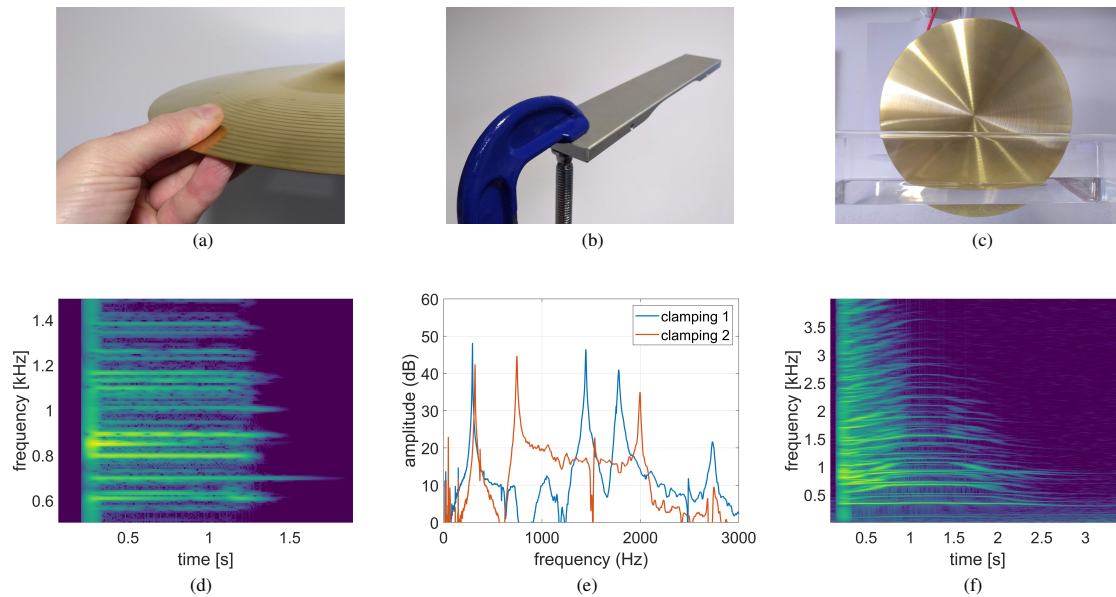 (a)
(b)
(c)
1.4
1.2
1
0.8
0.6
frequency [kHz]
0.5
1
1.5
time [s]
(d)
60
50
40
30
20
10
0
amplitude (dB)
clamping 1
clamping 2
0
1000
2000
3000
frequency (Hz)
(e)
3.5
3
2.5
2
1.5
1
0.5
frequency [kHz]
0.5
1
1.5
2
2.5
3
time [s]
(f)